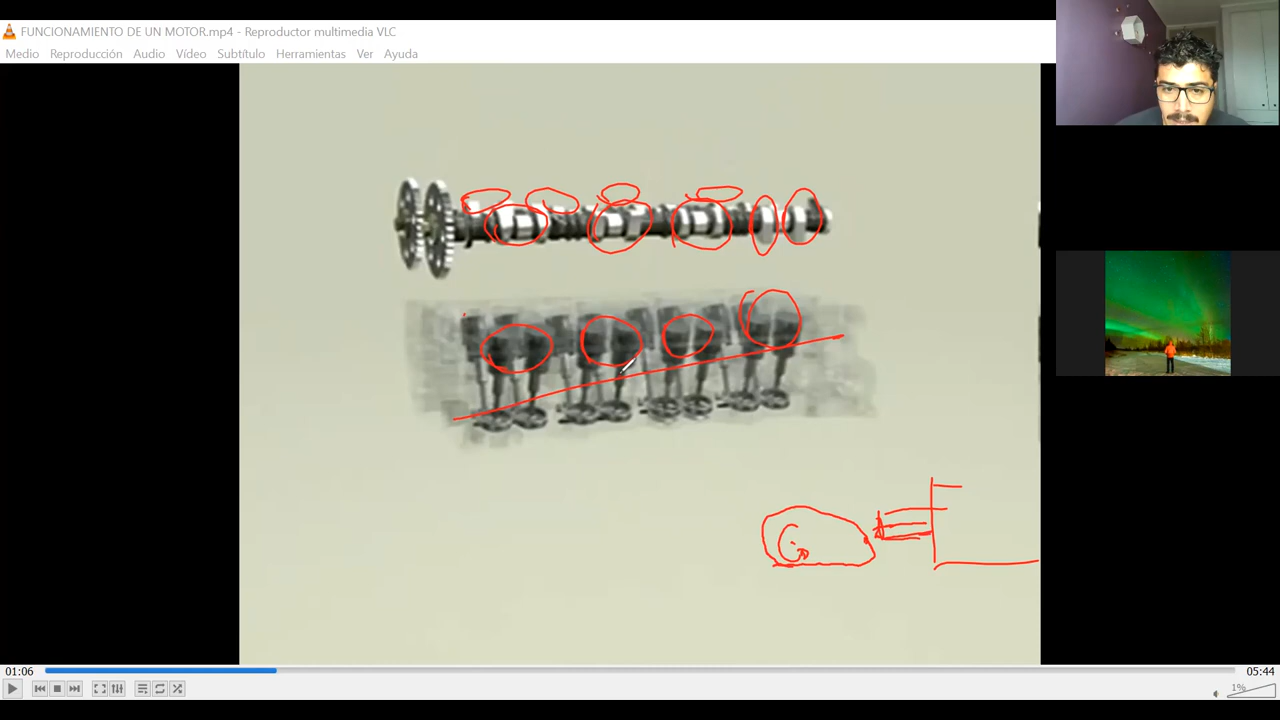 FUNCIONAMIENTO DE UN MOTOR.mp4 - Reproductor multimedia VLC
Medio Reproducción Audio Vídeo Subtítulo Herramientas Ver Ayuda
01:06
05:44
1%